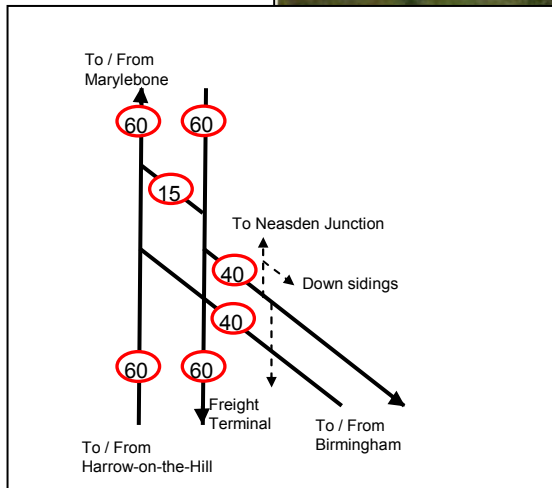 To / From
Marylebone
60
60
15
To Neasden Junction
40
Down sidings
40
60
60
Freight
Terminal
To / From
Birmingham
To / From
Harrow-on-the-Hill